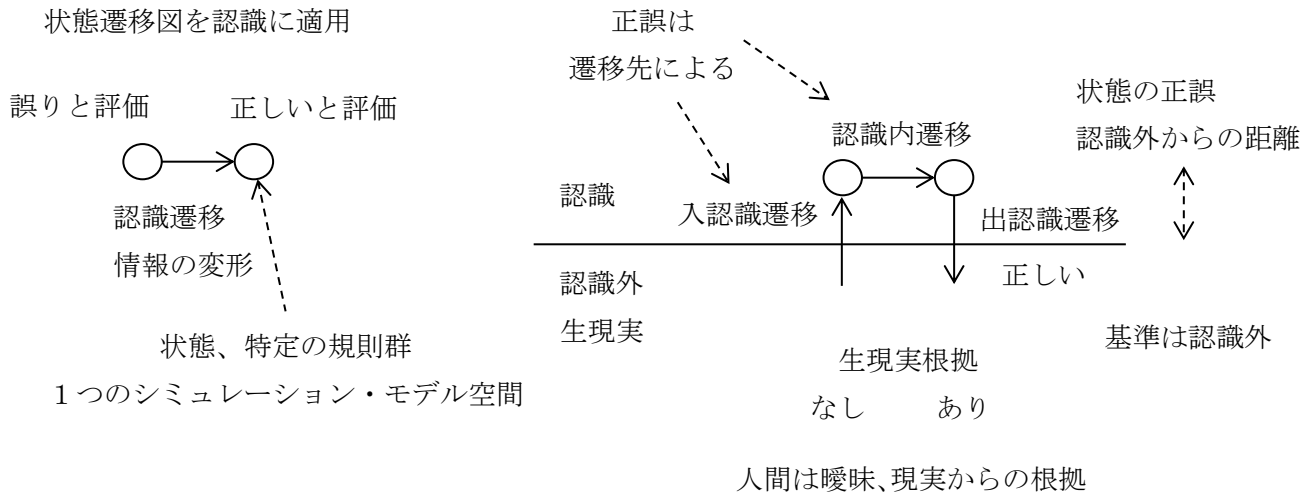 状態遷移図を認識に適用
誤りと評価
正しいと評価
認識遷移
情報の変形
状態、特定の規則群
１つのシミュレーション・モデル空間
正誤は
遷移先による
認識内遷移
状態の正誤
認識外からの距離
認識
入認識遷移
出認識遷移
認識外
生現実
正しい
基準は認識外
生現実根拠
なし
あり
人間は曖昧、現実からの根拠